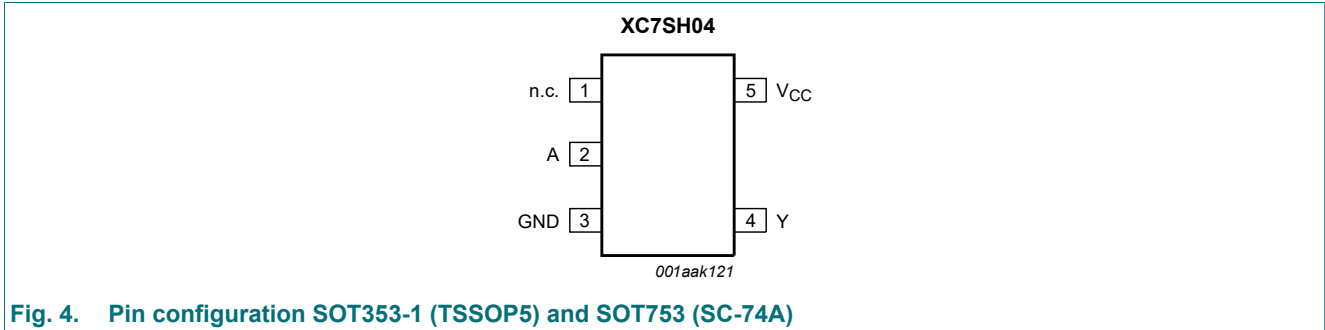 XC7SH04
n.c. 1
5 VCC
A 2
GND 3
4 Y
001aak121
Fig. 4. Pin configuration SOT353-1 (TSSOP5) and SOT753 (SC-74A)